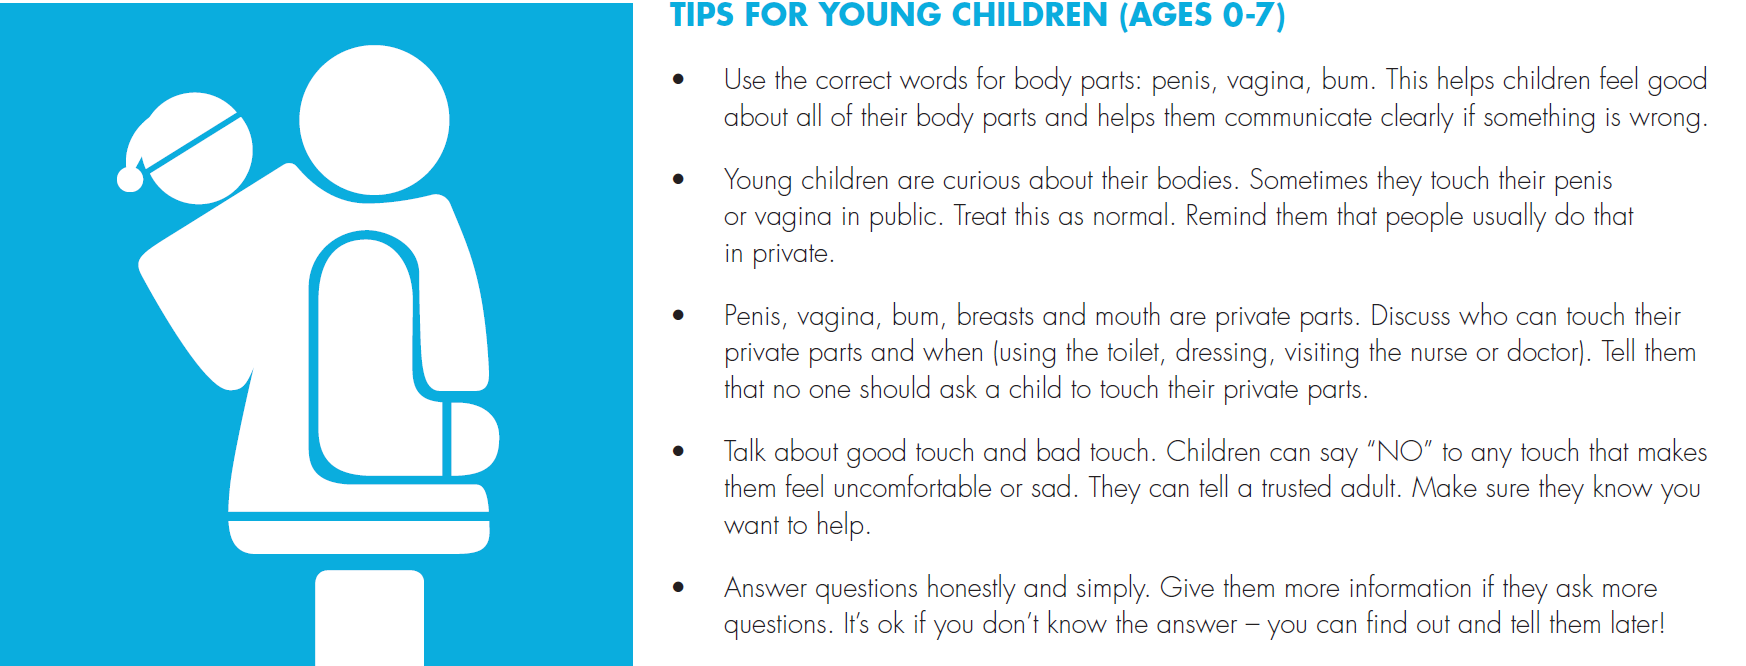 TIPS FOR YOUNG CHILDREN (AGES 0-7)
• Use the correct words for body parts: penis, vagina, bum. This helps children feel good
about all of their body parts and helps them communicate clearly if something is wrong.
• Young children are curious about their bodies. Sometimes they touch their penis
or vagina in public. Treat this as normal. Remind them that people usually do that
in private.
• Penis, vagina, bum, breasts and mouth are private parts. Discuss who can touch their
private parts and when (using the toilet, dressing, visiting the nurse or doctor). Tell them
that no one should ask a child to touch their private parts.
• Talk about good touch and bad touch. Children can say “NO” to any touch that makes
them feel uncomfortable or sad. They can tell a trusted adult. Make sure they know you
want to help.
• Answer questions honestly and simply. Give them more information if they ask more
questions. It’s ok if you don’t know the answer – you can find out and tell them later!